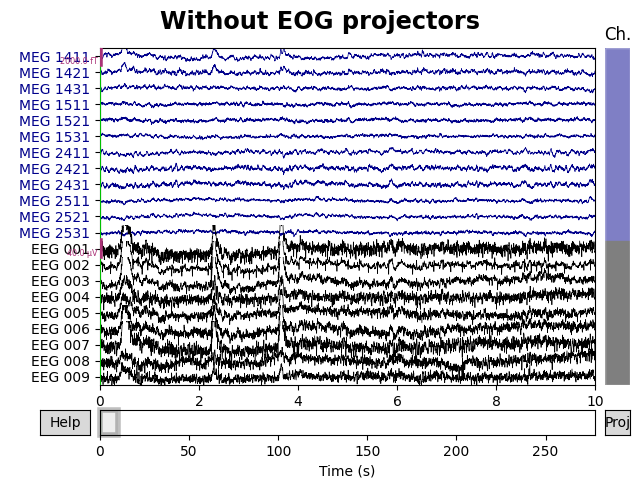 Without EOG projectors
Ch.
MEG 1411
MEG 1421
MEG 1431
MEG 1511
MEG 1521
MEG 1531
MEG 2411
MEG 2421
MEG 2431
MEG 2511
MEG 2521
MEG 2531
EEG 001
EEG 002
EEG 003
EEG 004
EEG 005
EEG 006
EEG 007
EEG 008
EEG 009
0 2 4 6 8 10
Help
Proj
0 50 100 150 200 250
Time (s)